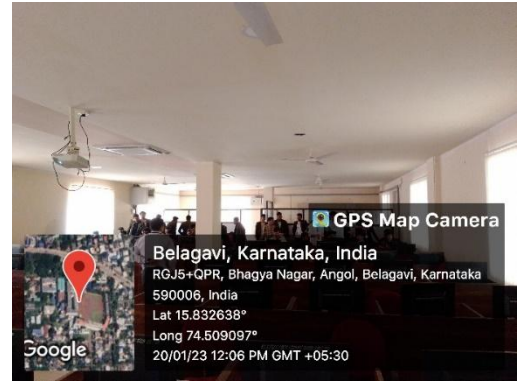 GPS Map Camera
Belagavi, Karnataka, India
RGJ5+QPR, Bhagya Nagar, Angol, Belagavi, Karnataka
590006, India
Lat 15.832638°
Long 74.509097°
20/01/23 12:06 PM GMT +05:30
Google